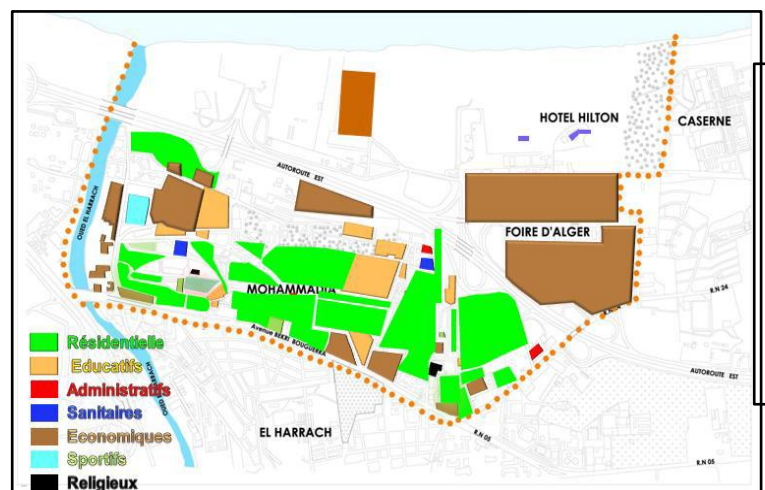 HOTEL HILTON
CASERNE
AUTOROUTE EST
OUED EL HARRACH
FOIRE D'ALGER
MOHAMMADIA
R.N 24
Avenue BEKRI BOUGUERRA
AUTOROUTE EST
EL HARRACH
R.N 05
R.N 05
Résidentielle
Educatifs
Administratifs
Sanitaires
Economiques
Sportifs
Religieux